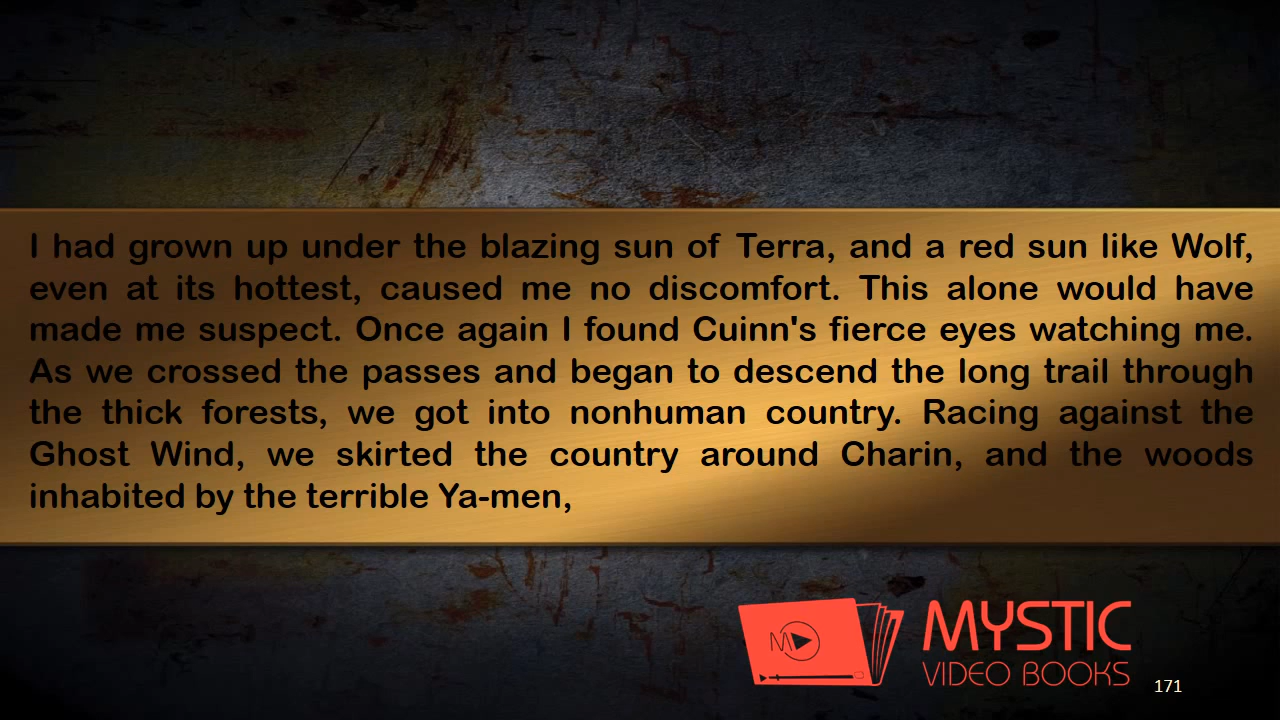 I had grown up under the blazing sun of Terra, and a red sun like Wolf,
even at its hottest, caused me no discomfort. This alone would have
made me suspect. Once again I found Cuinn's fierce eyes watching me.
As we crossed the passes and began to descend the long trail through
the thick forests, we got into nonhuman country. Racing against the
Ghost Wind, we skirted the country around Charin, and the woods
inhabited by the terrible Ya-men,
MYSTIC
VIDEO BOOKS
171